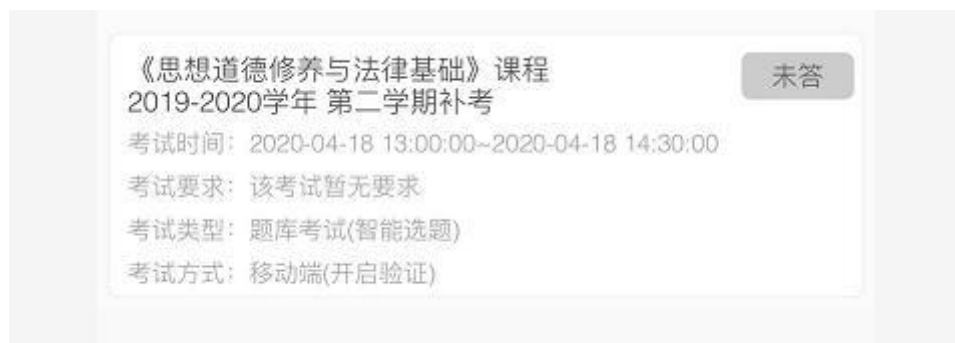 《思想道德修养与法律基础》课程
未答
2019-2020学年 第二学期补考
考试时间：2020-04-18 13:00:00~2020-04-18 14:30:00
考试要求：该考试暂无要求
考试类型：题库考试(智能选题)
考试方式：移动端(开启验证)